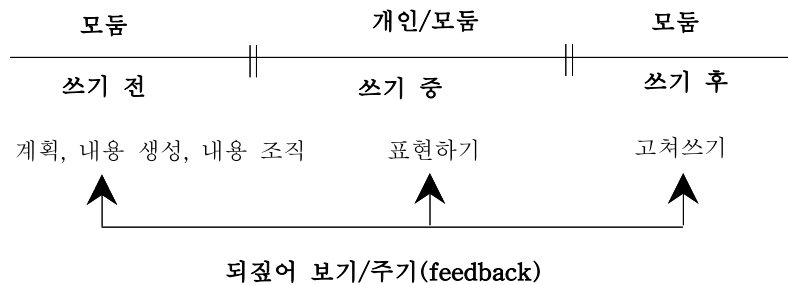 모둠 개인/모둠 모둠
쓰기 전 쓰기 중 쓰기 후
계획, 내용 생성, 내용 조직 표현하기 고쳐쓰기
되짚어 보기/주기(feedback)